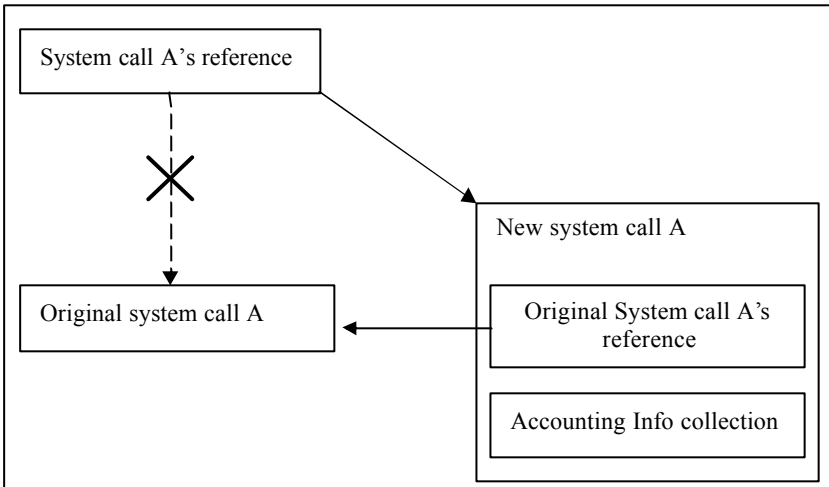 System call A’s reference
New system call A
Original system call A
Original System call A’s
reference
Accounting Info collection